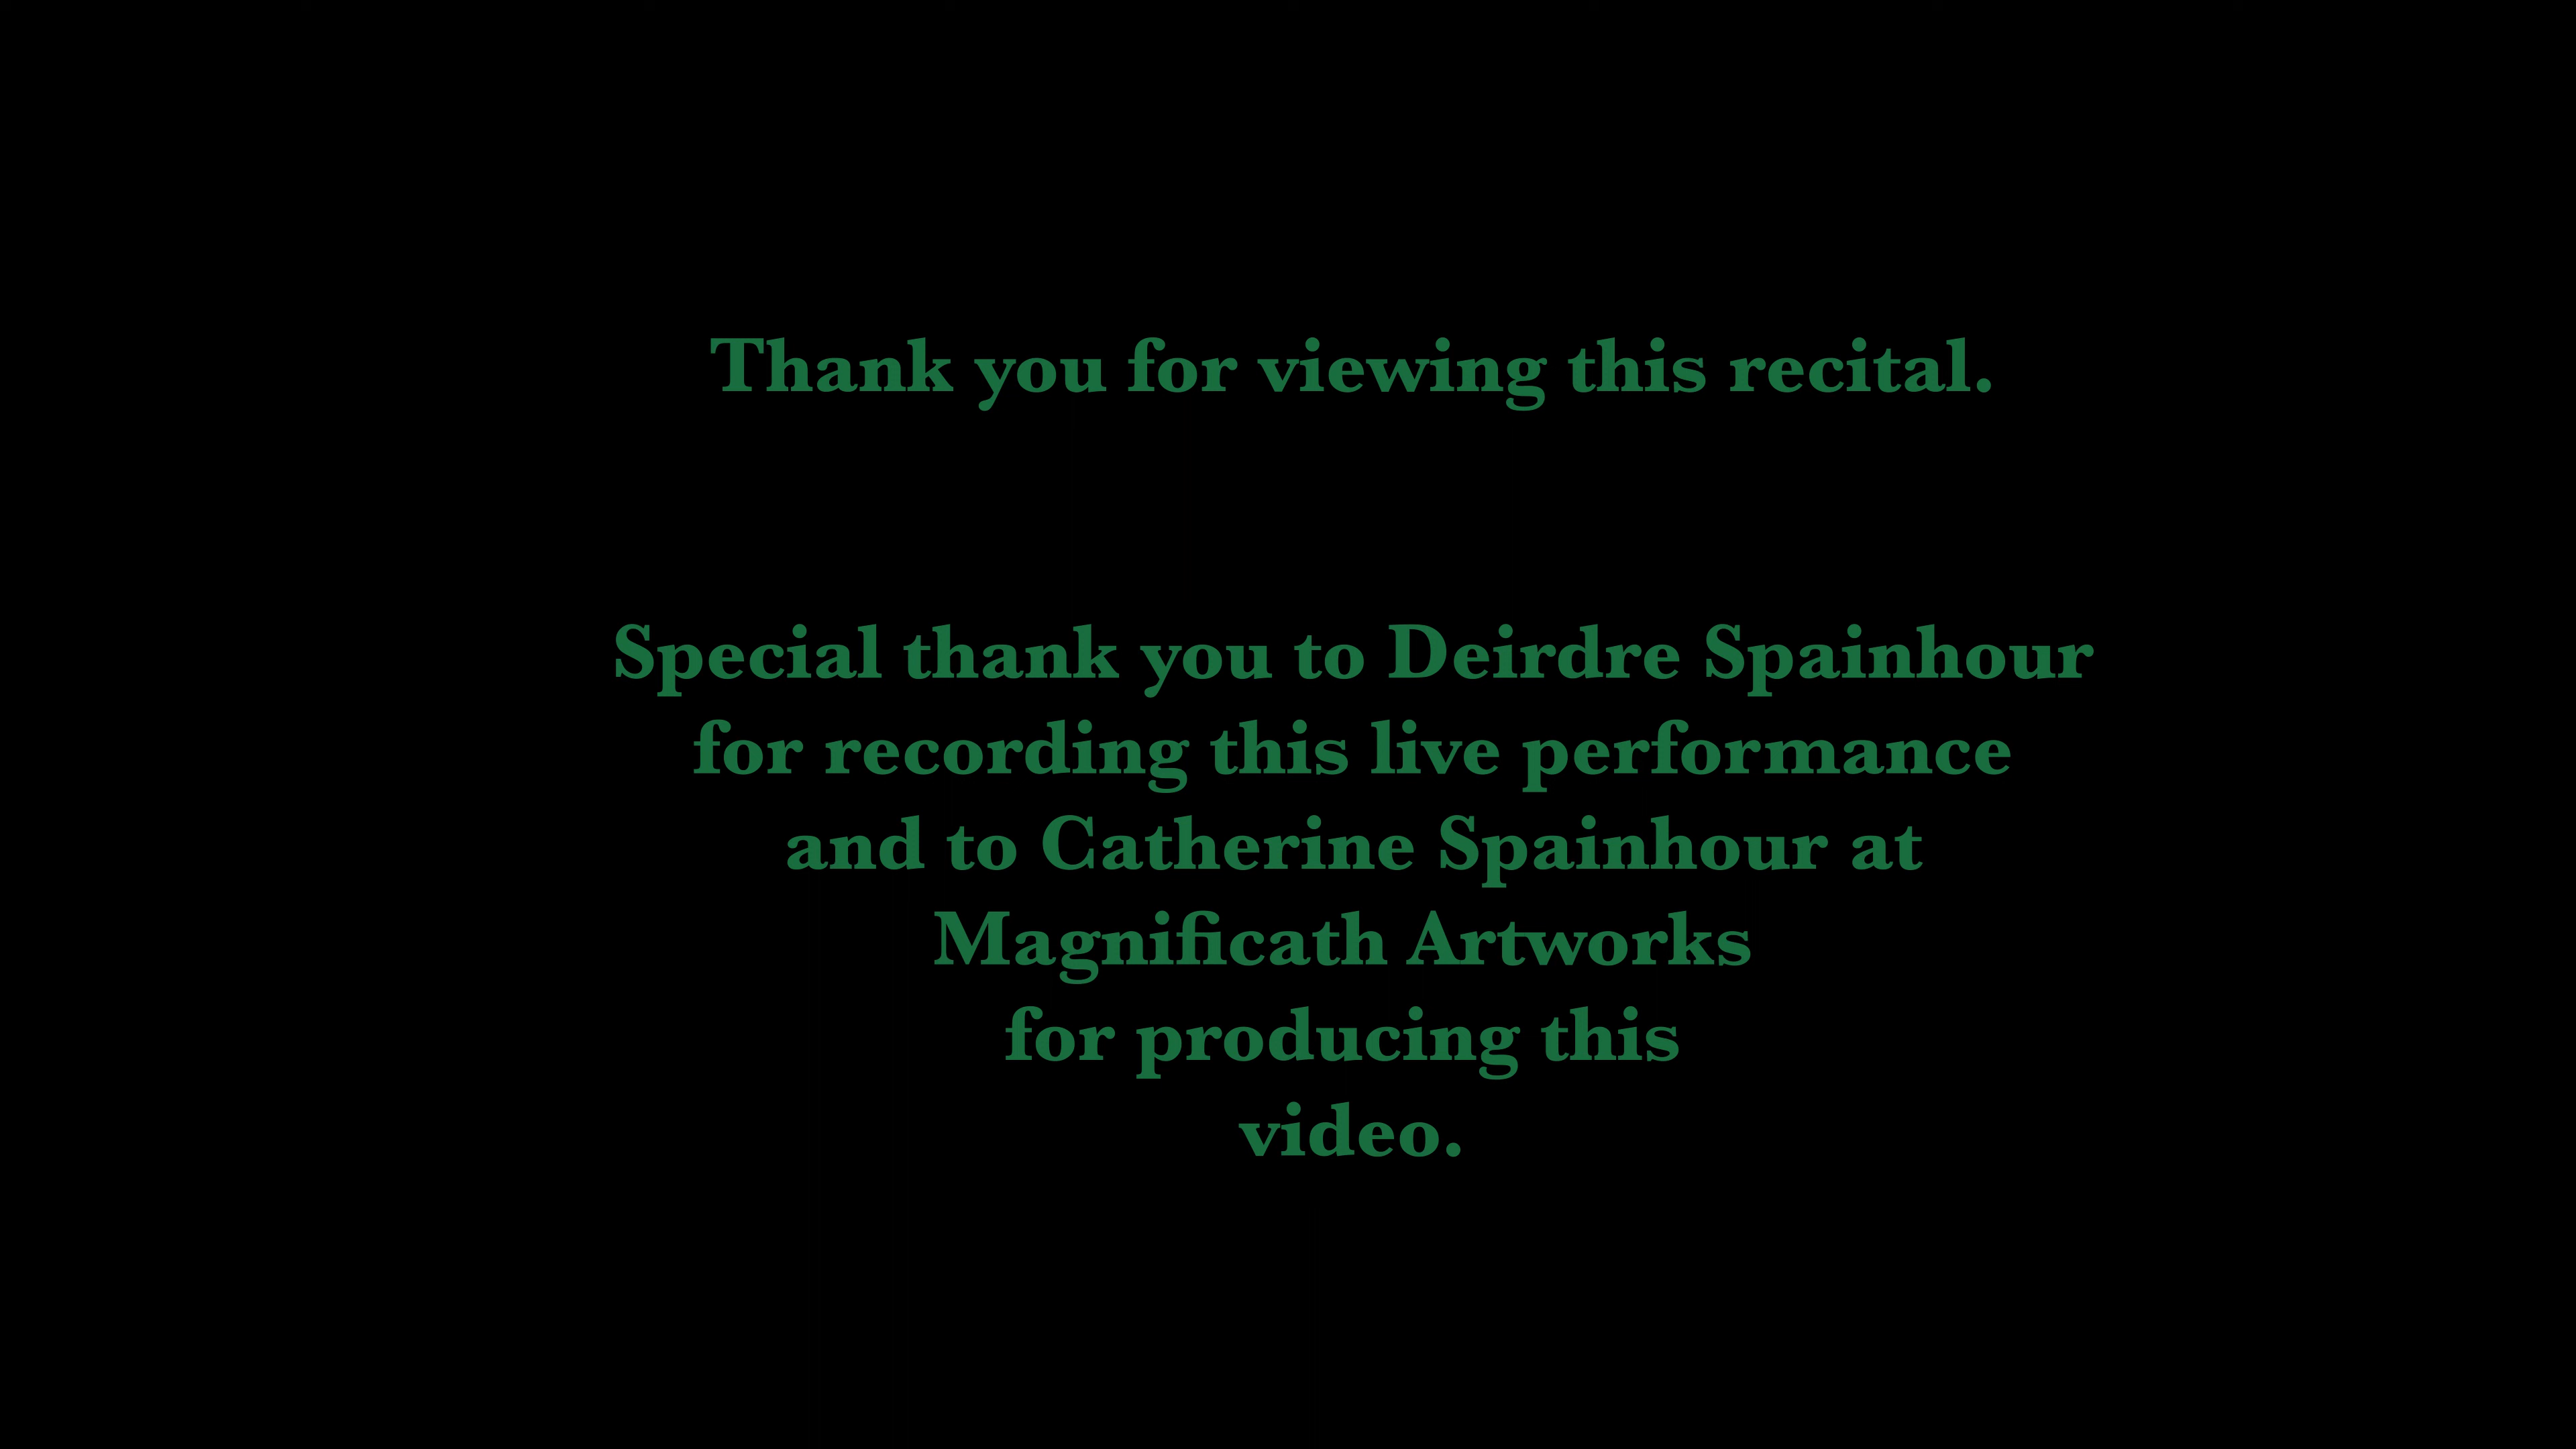 Thank you for viewing this recital.
Special thank you to Deirdre Spainhour
for recording this live performance
and to Catherine Spainhour at
Magnificath Artworks
for producing this
video.